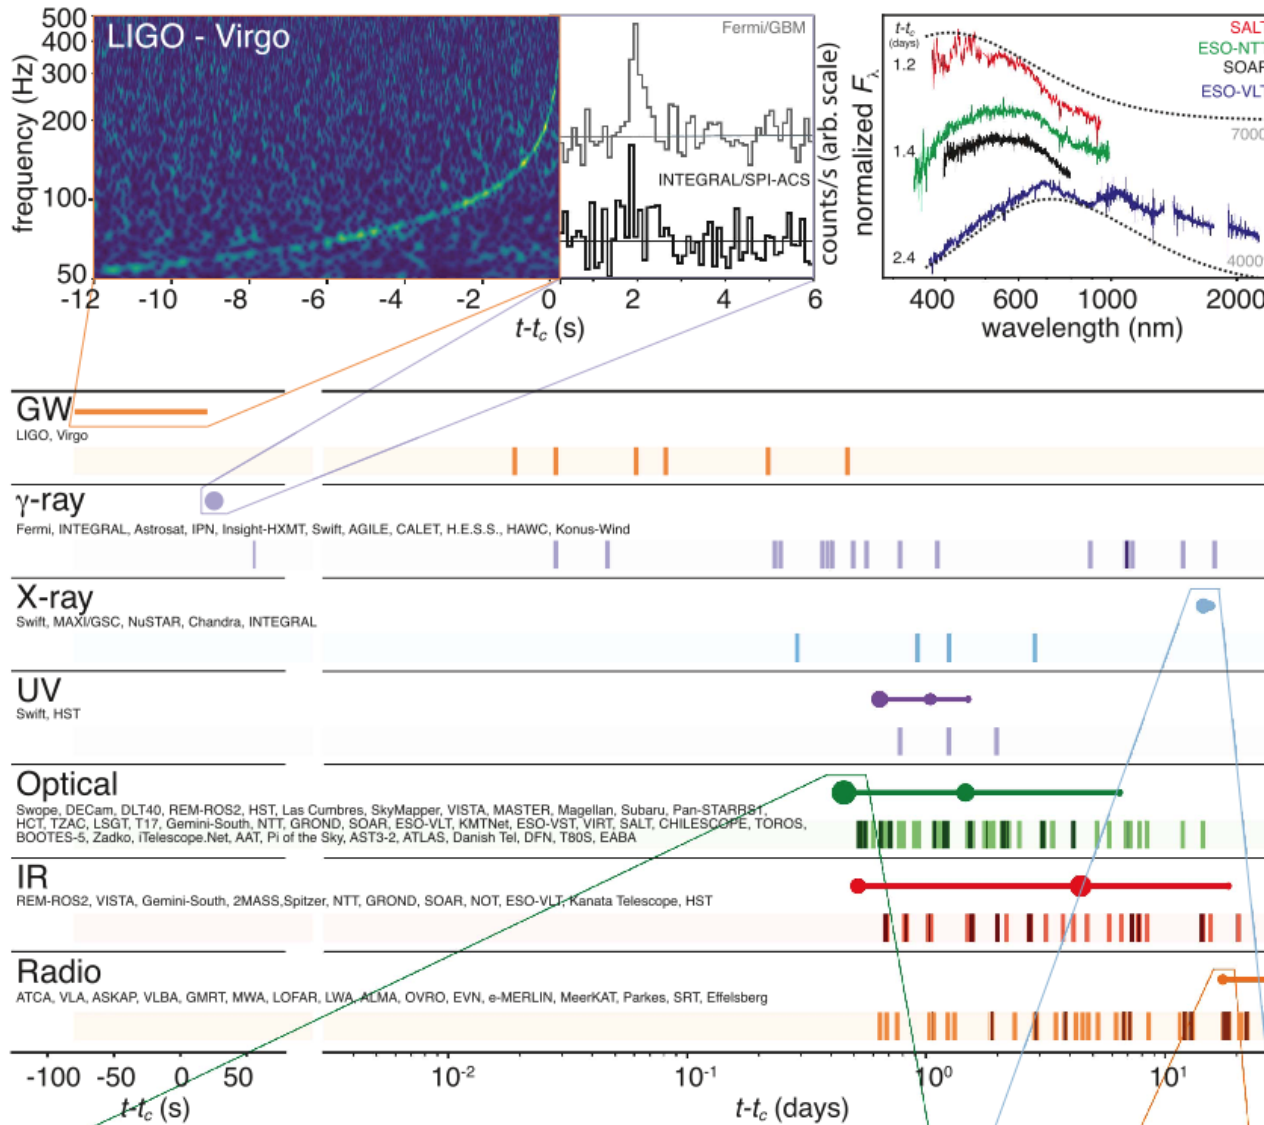 500
400
300
200
100
50
frequency (Hz)
LIGO - Virgo
-12 -10 -8 -6 -4 -2 0 2 4 6
t-tc (s)
Fermi/GBM
INTEGRAL/SPI-ACS
counts/s (arb. scale)
normalized Fλ
t-tc
(days)
1.2
1.4
2.4
SALT
ESO-NTT
SOAR
ESO-VLT
7000
4000
400 600 1000 2000
wavelength (nm)
GW
LIGO, Virgo
γ-ray
Fermi, INTEGRAL, Astrosat, IPN, Insight-HXMT, Swift, AGILE, CALET, H.E.S.S., HAWC, Konus-Wind
X-ray
Swift, MAXI/GSC, NuSTAR, Chandra, INTEGRAL
UV
Swift, HST
Optical
Swope, DECam, DLT40, REM-ROS2, HST, Las Cumbres, SkyMapper, VISTA, MASTER, Magellan, Subaru, Pan-STARRS1,
HCT, TZAC, LSGT, T17, Gemini-South, NTT, GROND, SOAR, ESO-VLT, KMTNet, ESO-VST, VIRT, SALT, CHILESCOPE, TOROS,
BOOTES-5, Zadko, iTelescope.Net, AAT, Pi of the Sky, AST3-2, ATLAS, Danish Tel, DFN, T80S, EABA
IR
REM-ROS2, VISTA, Gemini-South, 2MASS,Spitzer, NTT, GROND, SOAR, NOT, ESO-VLT, Kanata Telescope, HST
Radio
ATCA, VLA, ASKAP, VLBA, GMRT, MWA, LOFAR, LWA, ALMA, OVRO, EVN, e-MERLIN, MeerKAT, Parkes, SRT, Effelsberg
-100 -50 0 50
t-tc (s)
10⁻² 10⁻¹ 10⁰ 10¹
t-tc (days)